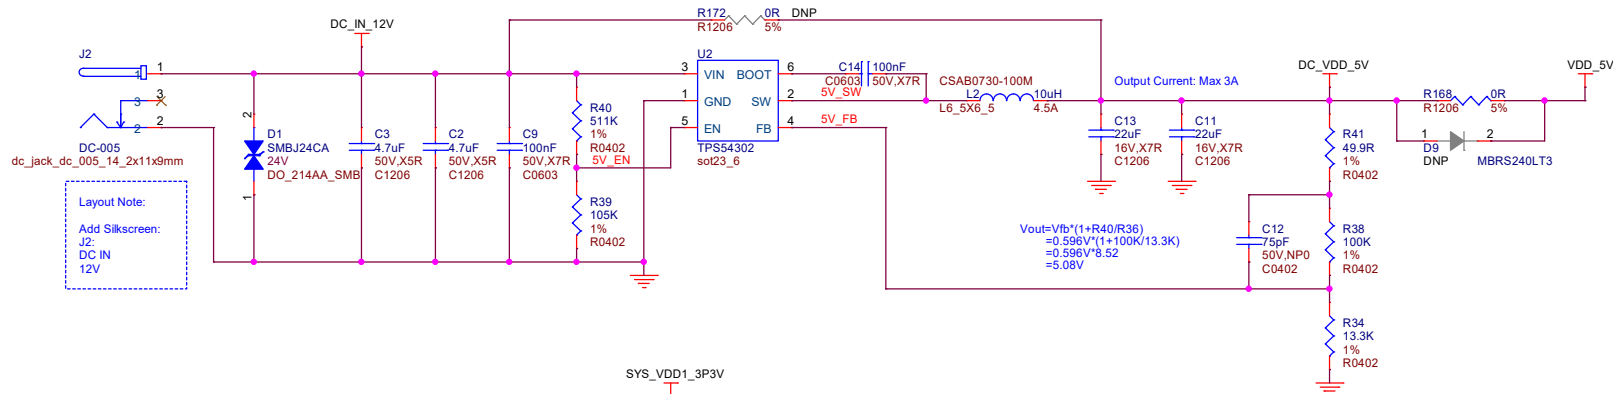 R172
0R
DNP
R1206
5%
DC_IN_12V
J2
1
1
3
3
2
2
DC-005
dc_jack_dc_005_14_2x11x9mm
Layout Note:
Add Silkscreen:
J2:
DC IN
12V
2
D1
SMBJ24CA
24V
DO_214AA_SMB
1
C3
4.7uF
50V,X5R
C1206
C2
4.7uF
50V,X5R
C1206
C9
100nF
50V,X7R
C0603
R40
511K
1%
R0402
5V_EN
R39
105K
1%
R0402
U2
3
VIN
BOOT
6
1
GND
SW
2
5
EN
FB
4
TPS54302
sot23_6
C14
100nF
C0603
50V,X7R
5V_SW
5V_FB
CSAB0730-100M
L2
10uH
L6_5X6_5
4.5A
Output Current: Max 3A
C13
22uF
16V,X7R
C1206
C11
22uF
16V,X7R
C1206
DC_VDD_5V
VDD_5V
R168
0R
R1206
5%
1
2
D9
DNP
MBRS240LT3
R41
49.9R
1%
R0402
Vout=Vfb*(1+R40/R36)
=0.596V*(1+100K/13.3K)
=0.596V*8.52
=5.08V
C12
75pF
50V,NP0
C0402
R38
100K
1%
R0402
R34
13.3K
1%
R0402
SYS_VDD1_3P3V